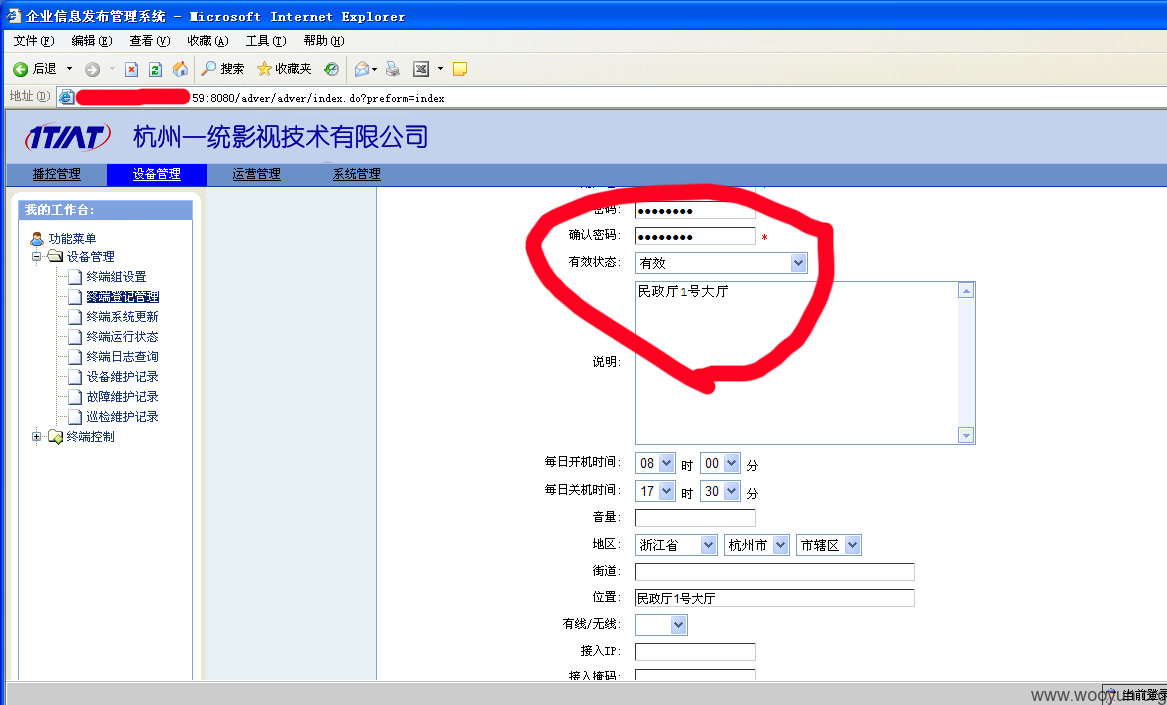 企业信息发布管理系统 - Microsoft Internet Explorer
文件(F) 编辑(E) 查看(V) 收藏(A) 工具(T) 帮助(H)
后退 搜索 收藏夹
地址(D) 59:8080/adver/adver/index.do?preform=index
1TIAT 杭州一统影视技术有限公司
播控管理 设备管理 运营管理 系统管理
我的工作台:
功能菜单
设备管理
终端组设置
终端登记管理
终端系统更新
终端运行状态
终端日志查询
设备维护记录
故障维护记录
巡检维护记录
终端控制
密码: ●●●●●●●●
确认密码: ●●●●●●●● *
有效状态: 有效
说明: 民政厅1号大厅
每日开机时间: 08 时 00 分
每日关机时间: 17 时 30 分
音量:
地区: 浙江省 杭州市 市辖区
街道:
位置: 民政厅1号大厅
有线/无线:
接入IP:
接入掩码:
当前登录